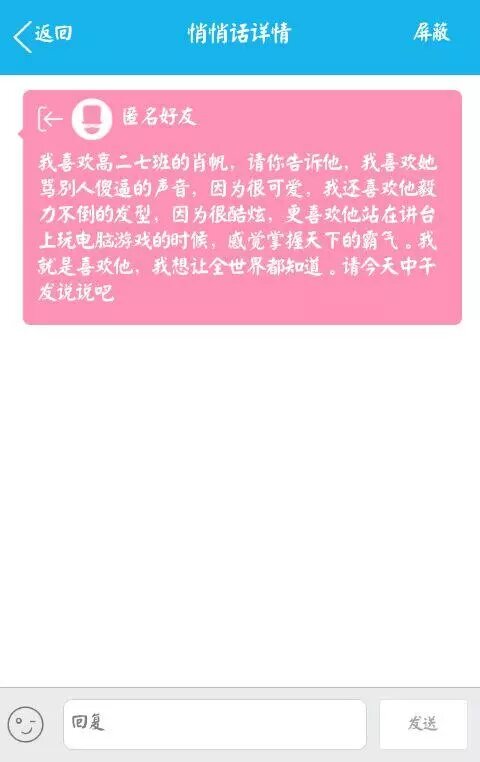 返回
悄悄话详情
屏蔽
匿名好友
我喜欢高二七班的肖帆，请你告诉他，我喜欢她
骂别人傻逼的声音，因为很可爱，我还喜欢他毅
力不倒的发型，因为很酷炫，更喜欢他站在讲台
上玩电脑游戏的时候，感觉掌握天下的霸气。我
就是喜欢他，我想让全世界都知道。请今天中午
发说说吧
回复
发送